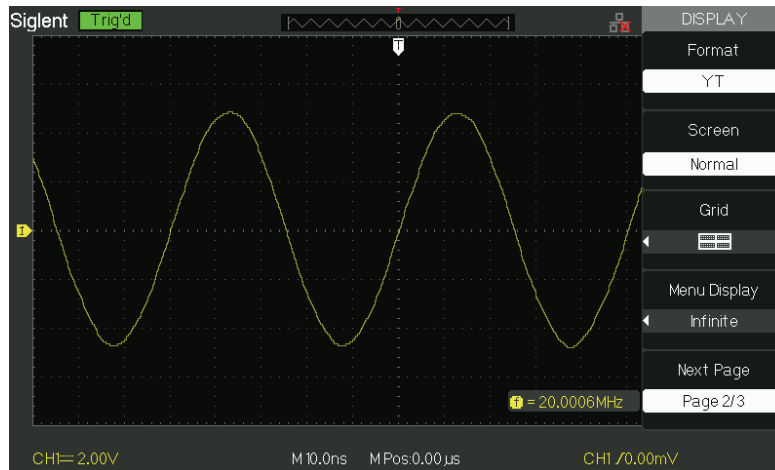 Siglent Trig'd T DISPLAY
T
Format
YT
Screen
Normal
Grid
1
Menu Display
Infinite
Next Page
f = 20.0006MHz Page 2/3
CH1 2.00V M 10.0ns M Pos:0.00µs CH1 0.00mV